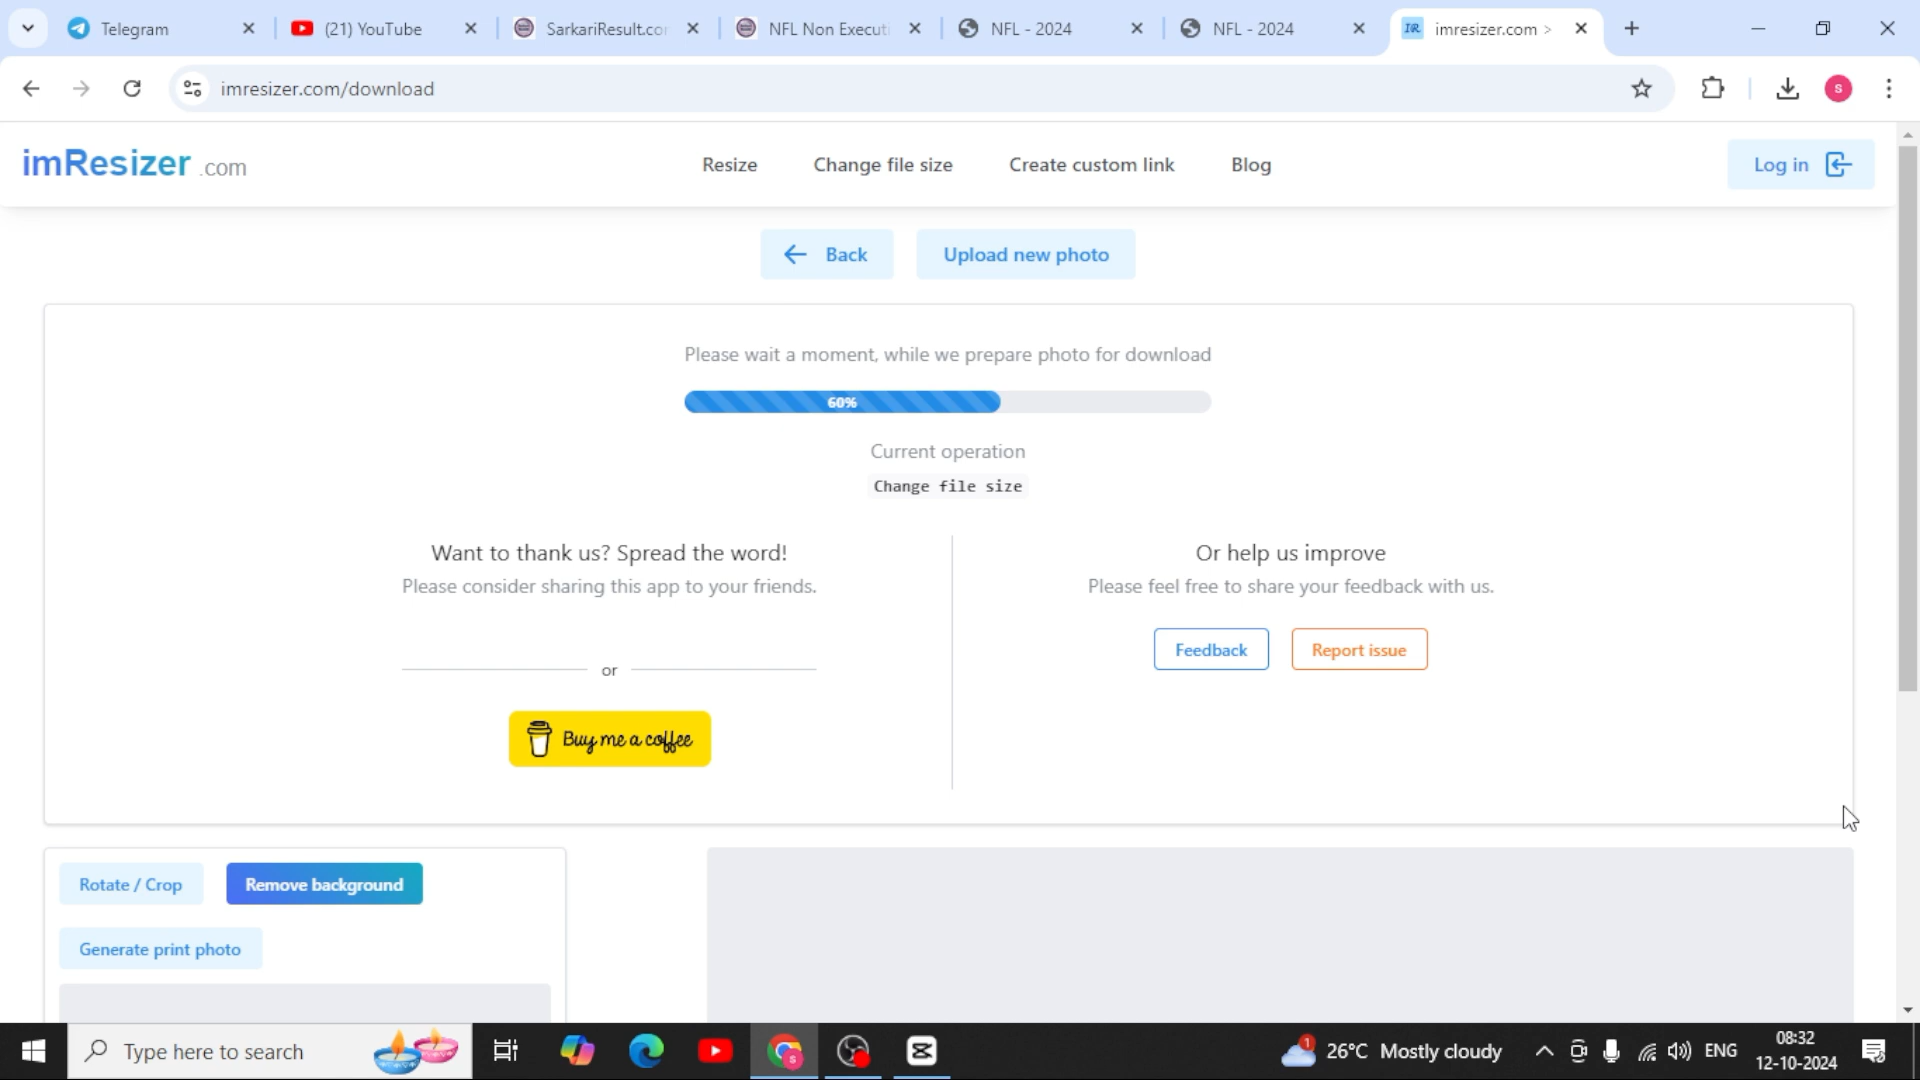 Telegram
(21) YouTube
SarkariResult.co
NFL Non Executi
NFL - 2024
NFL - 2024
IR
imresizer.com >
imresizer.com/download
s
imResizer .com
Resize
Change file size
Create custom link
Blog
Log in
Back
Upload new photo
Please wait a moment, while we prepare photo for download
60%
Current operation
Change file size
Want to thank us? Spread the word!
Please consider sharing this app to your friends.
or
Buy me a coffee
Or help us improve
Please feel free to share your feedback with us.
Feedback
Report issue
Rotate / Crop
Remove background
Generate print photo
Type here to search
s
1
26°C Mostly cloudy
ENG
08:32
12-10-2024